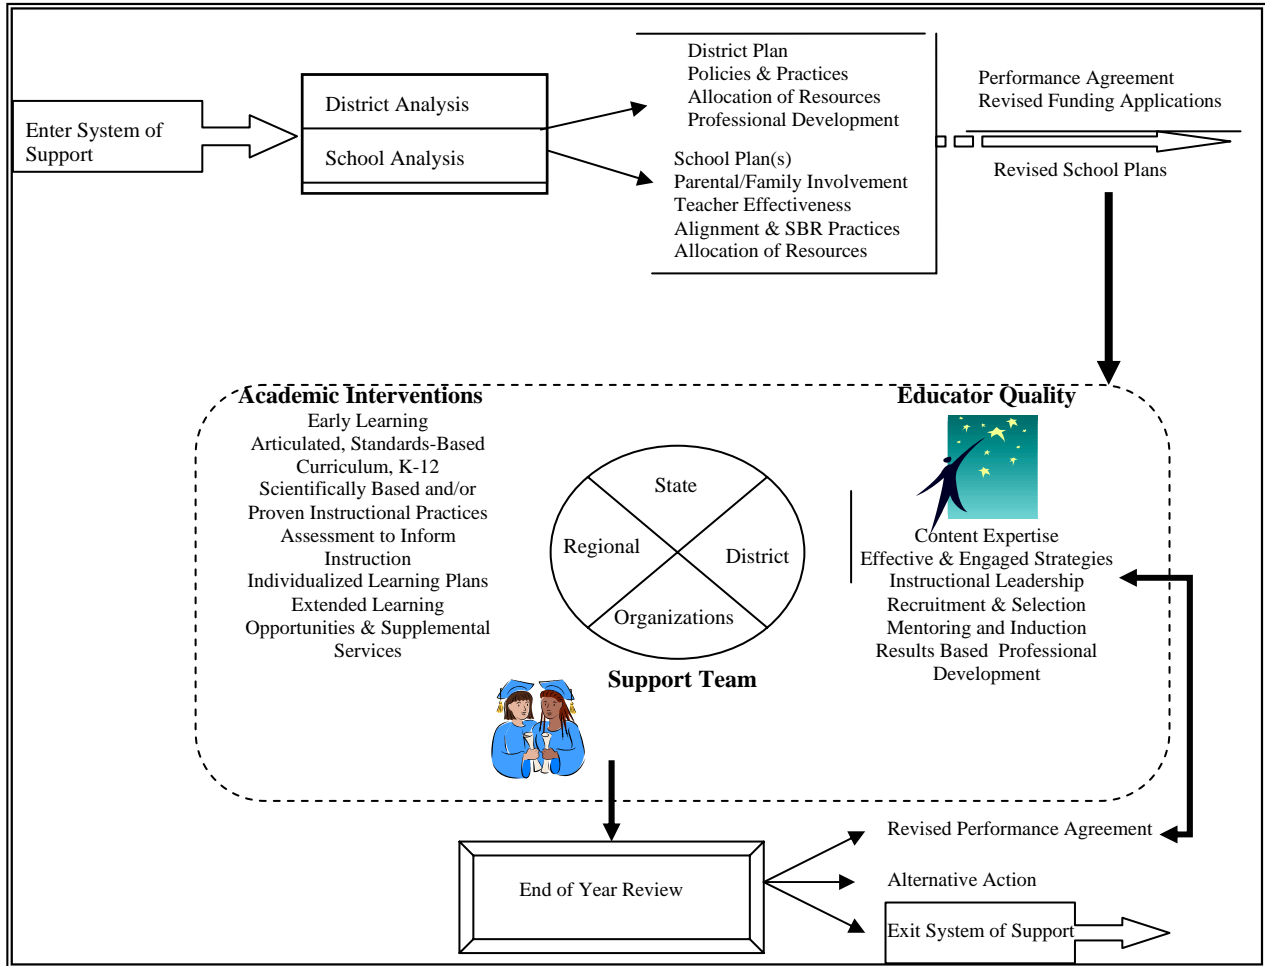 Enter System of
Support
District Analysis
School Analysis
District Plan
Policies & Practices
Allocation of Resources
Professional Development
School Plan(s)
Parental/Family Involvement
Teacher Effectiveness
Alignment & SBR Practices
Allocation of Resources
Performance Agreement
Revised Funding Applications
Revised School Plans
Academic Interventions
Early Learning
Articulated, Standards-Based
Curriculum, K-12
Scientifically Based and/or
Proven Instructional Practices
Assessment to Inform
Instruction
Individualized Learning Plans
Extended Learning
Opportunities & Supplemental
Services
State
Regional
District
Organizations
Support Team
Educator Quality
Content Expertise
Effective & Engaged Strategies
Instructional Leadership
Recruitment & Selection
Mentoring and Induction
Results Based Professional
Development
End of Year Review
Revised Performance Agreement
Alternative Action
Exit System of Support